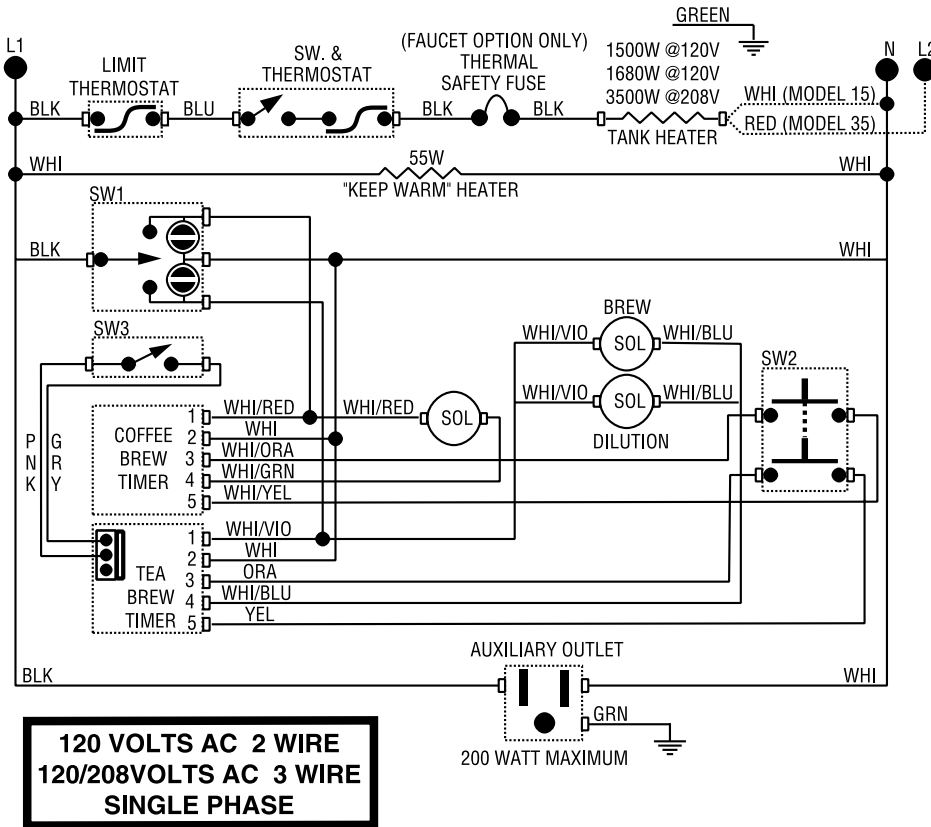 GREEN
L1
N
L2
LIMIT
THERMOSTAT
SW. &
THERMOSTAT
(FAUCET OPTION ONLY)
THERMAL
SAFETY FUSE
1500W @120V
1680W @120V
3500W @208V
BLK
BLU
BLK
BLK
TANK HEATER
WHI (MODEL 15)
RED (MODEL 35)
WHI
55W
"KEEP WARM" HEATER
WHI
SW1
BLK
WHI
SW3
BREW
WHI/VIO
SOL
WHI/BLU
WHI/VIO
SOL
WHI/BLU
DILUTION
SW2
PNK
GRY
COFFEE
BREW
TIMER
1
2
3
4
5
WHI/RED
WHI
WHI/ORA
WHI/GRN
WHI/YEL
WHI/RED
SOL
TEA
BREW
TIMER
1
2
3
4
5
WHI/VIO
WHI
ORA
WHI/BLU
YEL
BLK
AUXILIARY OUTLET
WHI
GRN
200 WATT MAXIMUM
120 VOLTS AC 2 WIRE
120/208VOLTS AC 3 WIRE
SINGLE PHASE